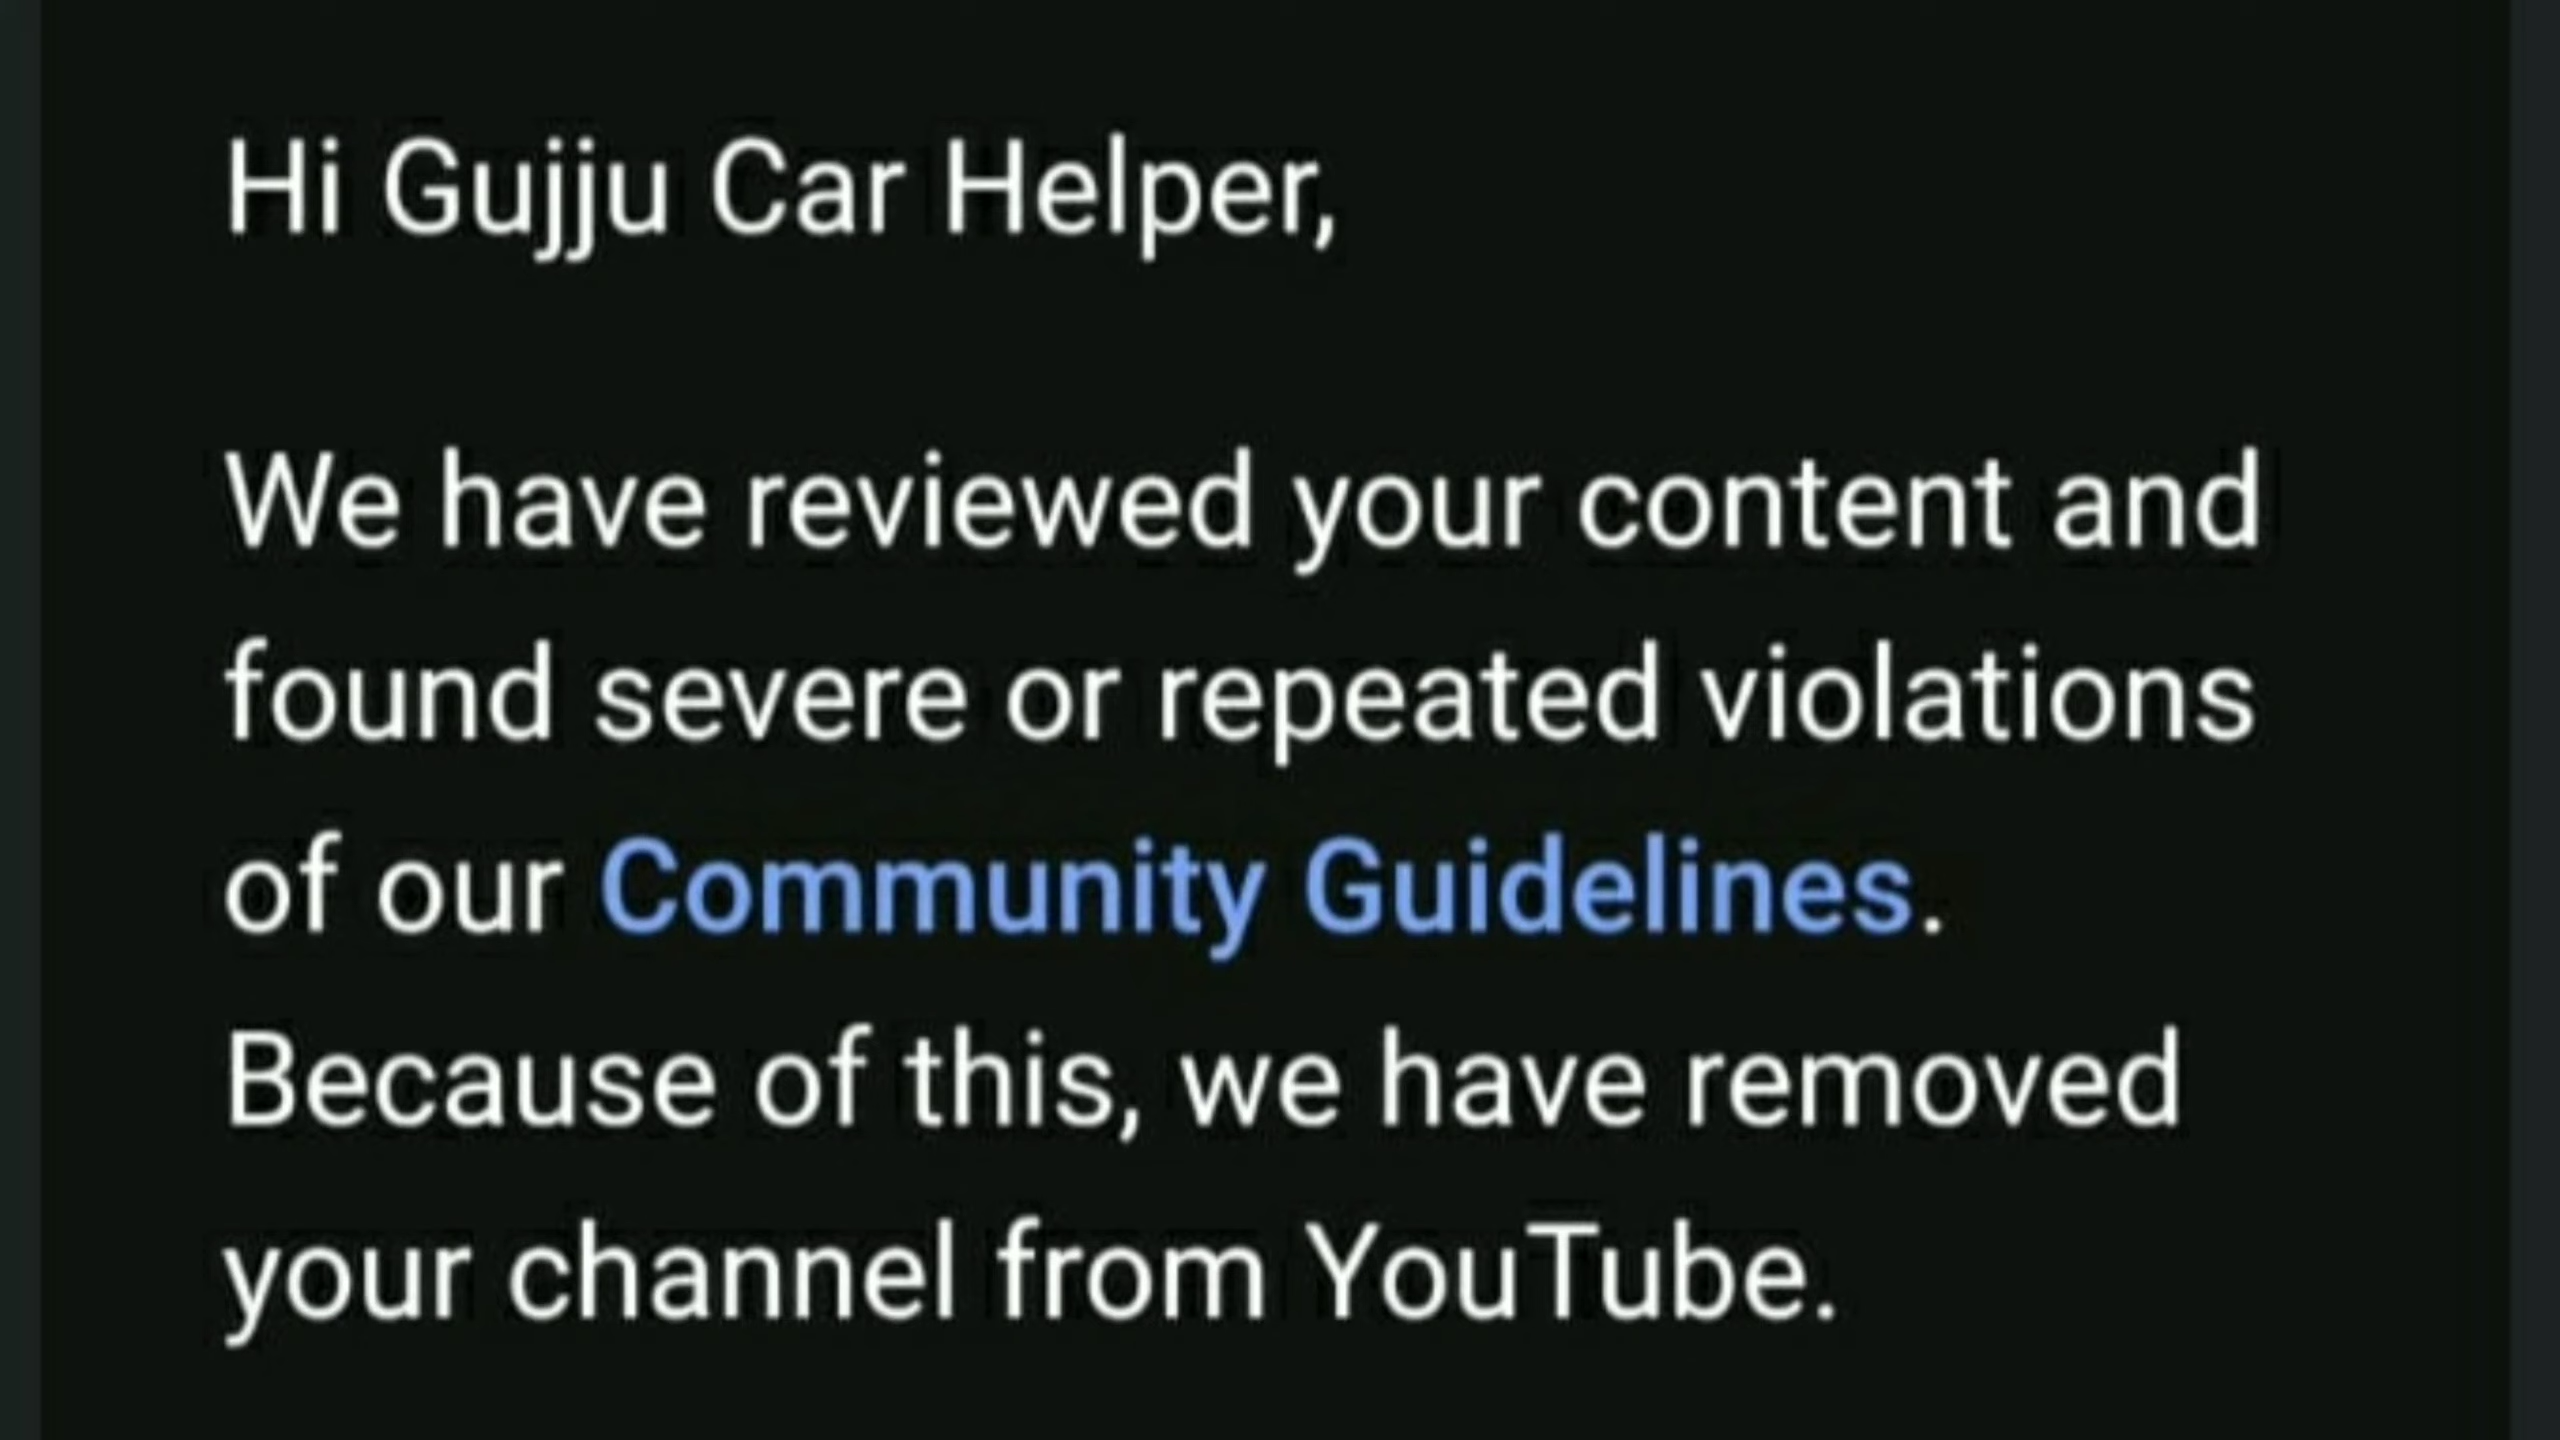 Hi Gujju Car Helper,
We have reviewed your content and
found severe or repeated violations
of our Community Guidelines.
Because of this, we have removed
your channel from YouTube.